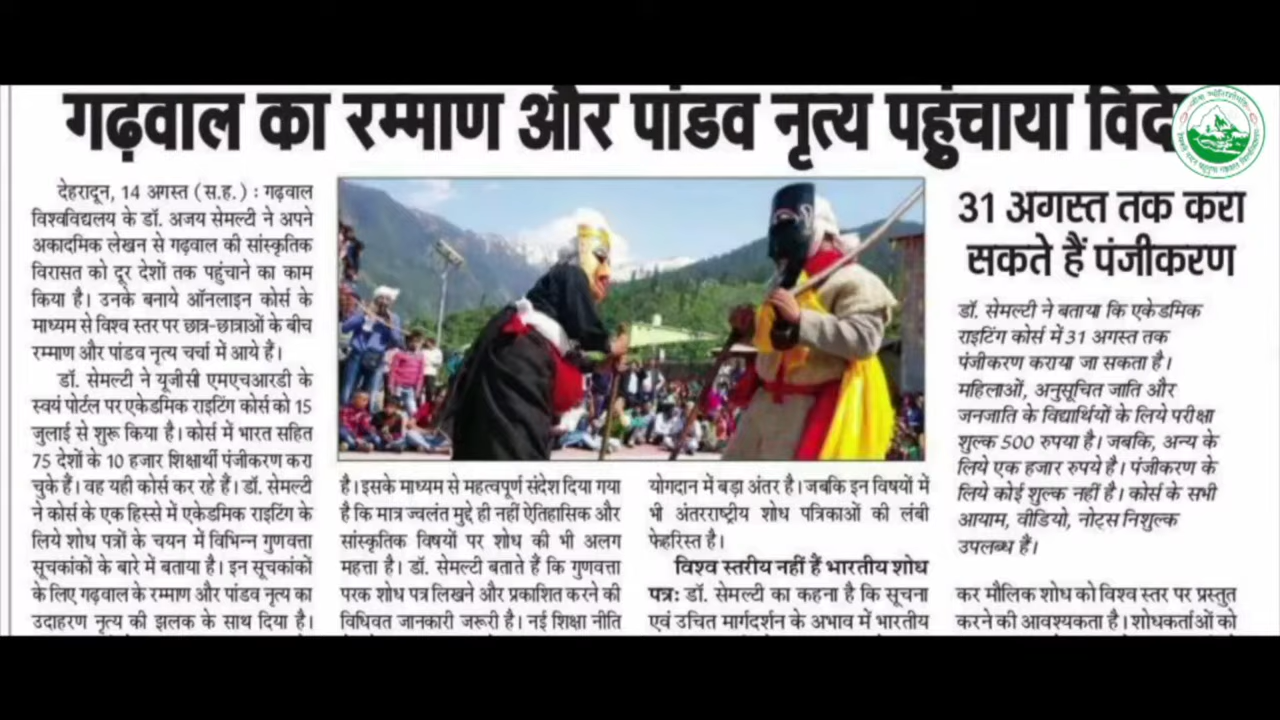 गढ़वाल का रम्माण और पांडव नृत्य पहुंचाया
देहरादून, 14 अगस्त (स.ह.) : गढ़वाल
विश्वविद्यालय के डॉ. अजय सेमल्टी ने अपने
अकादमिक लेखन से गढ़वाल की सांस्कृतिक
विरासत को दूर देशों तक पहुंचाने का काम
किया है। उनके बनाये ऑनलाइन कोर्स के
माध्यम से विश्व स्तर पर छात्र-छात्राओं के बीच
रम्माण और पांडव नृत्य चर्चा में आये हैं।
डॉ. सेमल्टी ने यूजीसी एमएचआरडी के
स्वयं पोर्टल पर एकेडमिक राइटिंग कोर्स को 15
जुलाई से शुरू किया है। कोर्स में भारत सहित
75 देशों के 10 हजार शिक्षार्थी पंजीकरण करा
चुके हैं। वह यही कोर्स कर रहे हैं। डॉ. सेमल्टी
ने कोर्स के एक हिस्से में एकेडमिक राइटिंग के
लिये शोध पत्रों के चयन में विभिन्न गुणवत्ता
सूचकांकों के बारे में बताया है। इन सूचकांकों
के लिए गढ़वाल के रम्माण और पांडव नृत्य का
उदाहरण नृत्य की झलक के साथ दिया है।
है। इसके माध्यम से महत्वपूर्ण संदेश दिया गया
है कि मात्र ज्वलंत मुद्दे ही नहीं ऐतिहासिक और
सांस्कृतिक विषयों पर शोध की भी अलग
महत्ता है। डॉ. सेमल्टी बताते हैं कि गुणवत्ता
परक शोध पत्र लिखने और प्रकाशित करने की
विधिवत जानकारी जरूरी है। नई शिक्षा नीति
योगदान में बड़ा अंतर है। जबकि इन विषयों में
भी अंतरराष्ट्रीय शोध पत्रिकाओं की लंबी
फेहरिस्त है।
विश्व स्तरीय नहीं हैं भारतीय शोध
पत्र: डॉ. सेमल्टी का कहना है कि सूचना
एवं उचित मार्गदर्शन के अभाव में भारतीय
31 अगस्त तक करा
सकते हैं पंजीकरण
डॉ. सेमल्टी ने बताया कि एकेडमिक
राइटिंग कोर्स में 31 अगस्त तक
पंजीकरण कराया जा सकता है।
महिलाओं, अनुसूचित जाति और
जनजाति के विद्यार्थियों के लिये परीक्षा
शुल्क 500 रुपया है। जबकि, अन्य के
लिये एक हजार रुपये है। पंजीकरण के
लिये कोई शुल्क नहीं है। कोर्स के सभी
आयाम, वीडियो, नोट्स निशुल्क
उपलब्ध हैं।
कर मौलिक शोध को विश्व स्तर पर प्रस्तुत
करने की आवश्यकता है। शोधकर्ताओं को